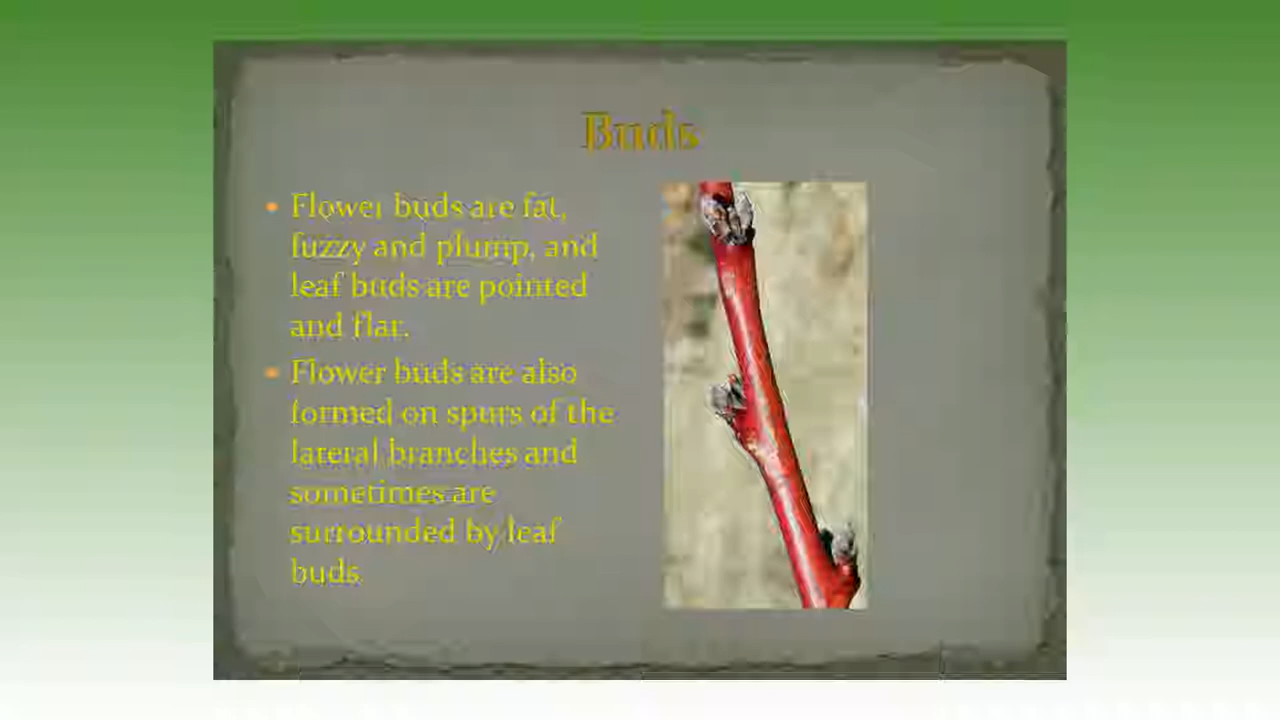 Buds
• Flower buds are fat,
fuzzy and plump, and
leaf buds are pointed
and flat.
• Flower buds are also
formed on spurs of the
lateral branches and
sometimes are
surrounded by leaf
buds.